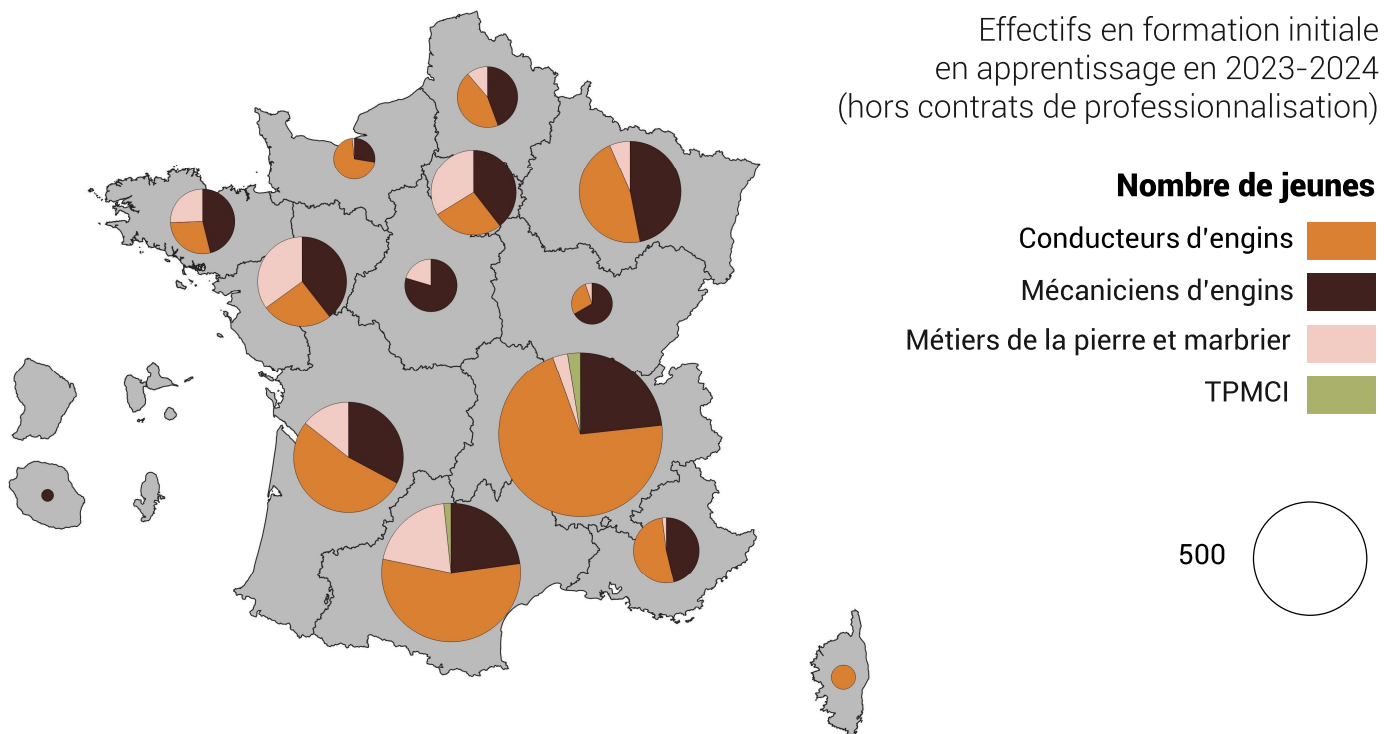 Effectifs en formation initiale
en apprentissage en 2023-2024
(hors contrats de professionnalisation)
Nombre de jeunes
Conducteurs d'engins
Mécaniciens d'engins
Métiers de la pierre et marbrier
TPMCI
500